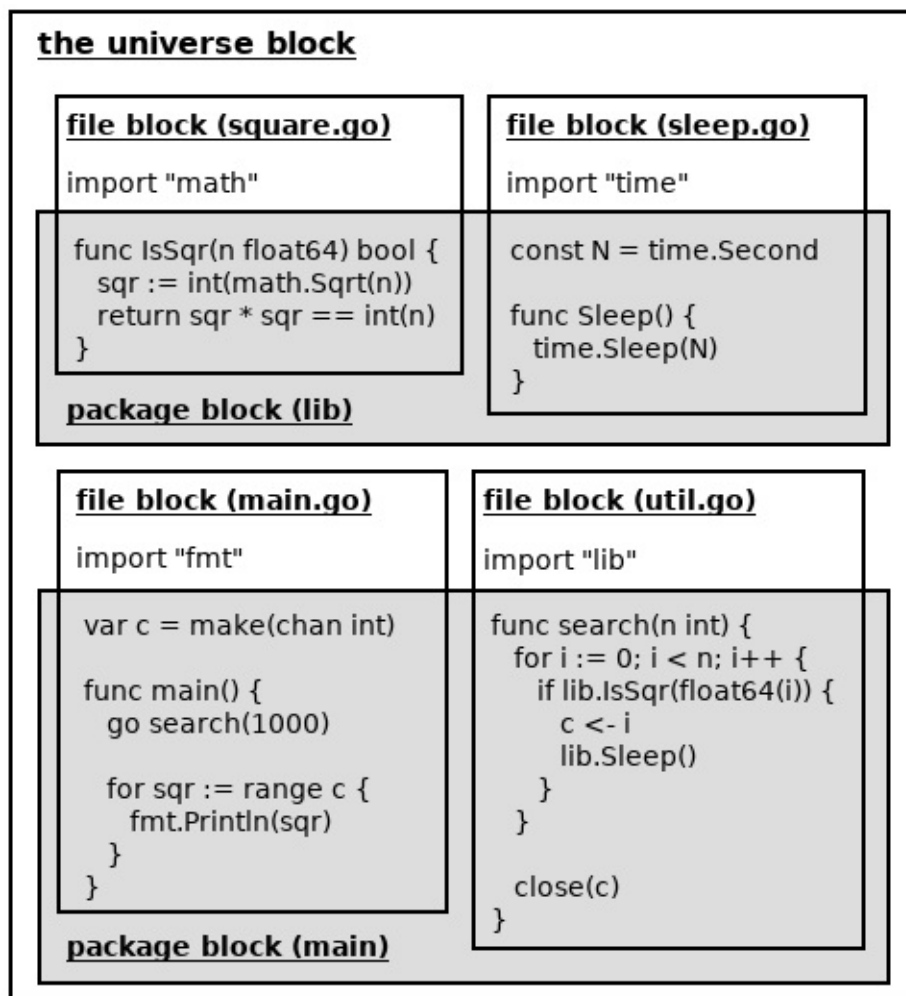 the universe block
file block (square.go)
import "math"
func IsSqr(n float64) bool {
sqr := int(math.Sqrt(n))
return sqr * sqr == int(n)
}
file block (sleep.go)
import "time"
const N = time.Second
func Sleep() {
time.Sleep(N)
}
package block (lib)
file block (main.go)
import "fmt"
var c = make(chan int)
func main() {
go search(1000)
for sqr := range c {
fmt.Println(sqr)
}
}
file block (util.go)
import "lib"
func search(n int) {
for i := 0; i < n; i++ {
if lib.IsSqr(float64(i)) {
c <- i
lib.Sleep()
}
}
close(c)
}
package block (main)